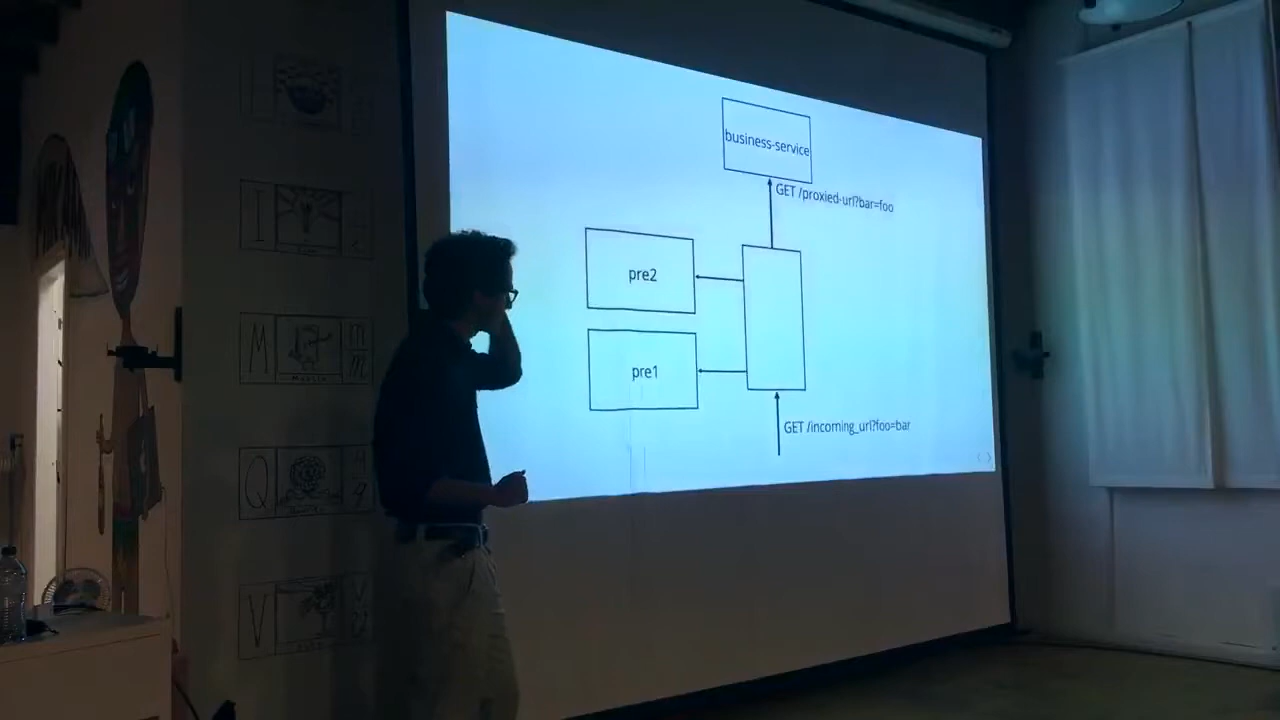 business-service
GET /proxied-url?bar=foo
pre2
pre1
GET /incoming_url?foo=bar
L
I
M
m
m
Q
q
V